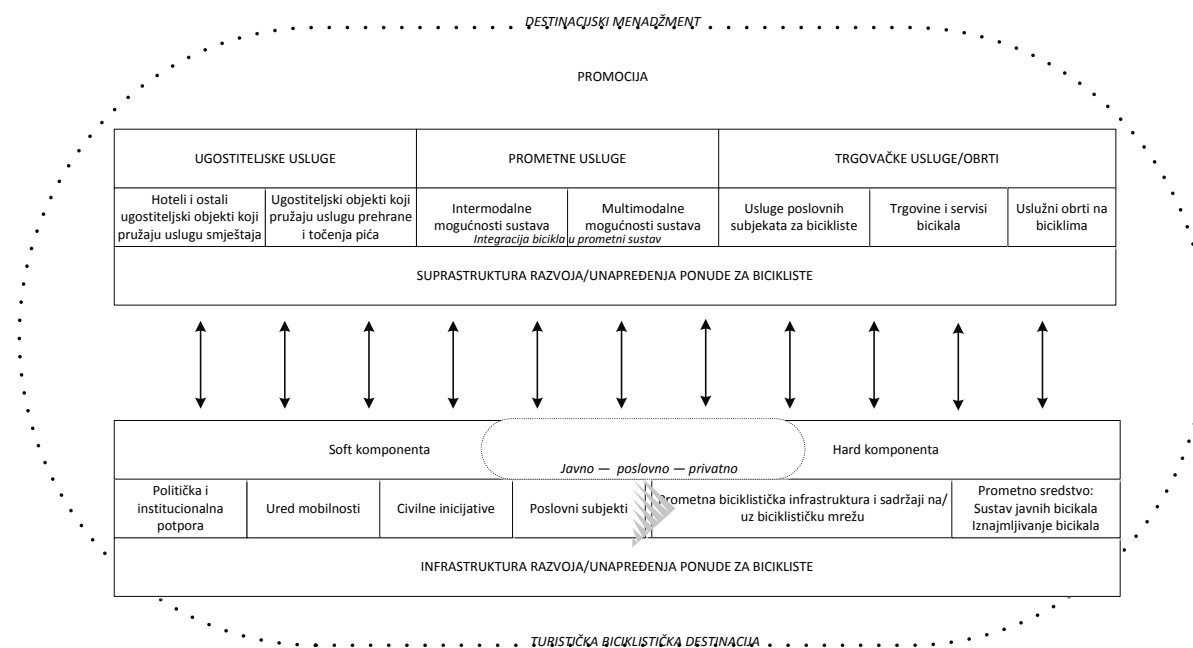 DESTINACIJSKI MENADŽMENT
PROMOCIJA
UGOSTITELJSKE USLUGE
PROMETNE USLUGE
TRGOVAČKE USLUGE/OBRTI
Hoteli i ostali
ugostiteljski objekti koji
pružaju uslugu smještaja
Ugostiteljski objekti koji
pružaju uslugu prehrane
i točenja pića
Intermodalne
mogućnosti sustava
Multimodalne
mogućnosti sustava
Integracija bicikla u prometni sustav
Usluge poslovnih
subjekata za bicikliste
Trgovine i servisi
bicikala
Uslužni obrti na
biciklima
SUPRASTRUKTURA RAZVOJA/UNAPREĐENJA PONUDE ZA BICIKLISTE
Soft komponenta
Hard komponenta
Javno — poslovno — privatno
Politička i
institucionalna
potpora
Ured mobilnosti
Civilne inicijative
Poslovni subjekti
Prometna biciklistička infrastruktura i sadržaji na/
uz biciklističku mrežu
Prometno sredstvo:
Sustav javnih bicikala
Iznajmljivanje bicikala
INFRASTRUKTURA RAZVOJA/UNAPREĐENJA PONUDE ZA BICIKLISTE
TURISTIČKA BICIKLISTIČKA DESTINACIJA